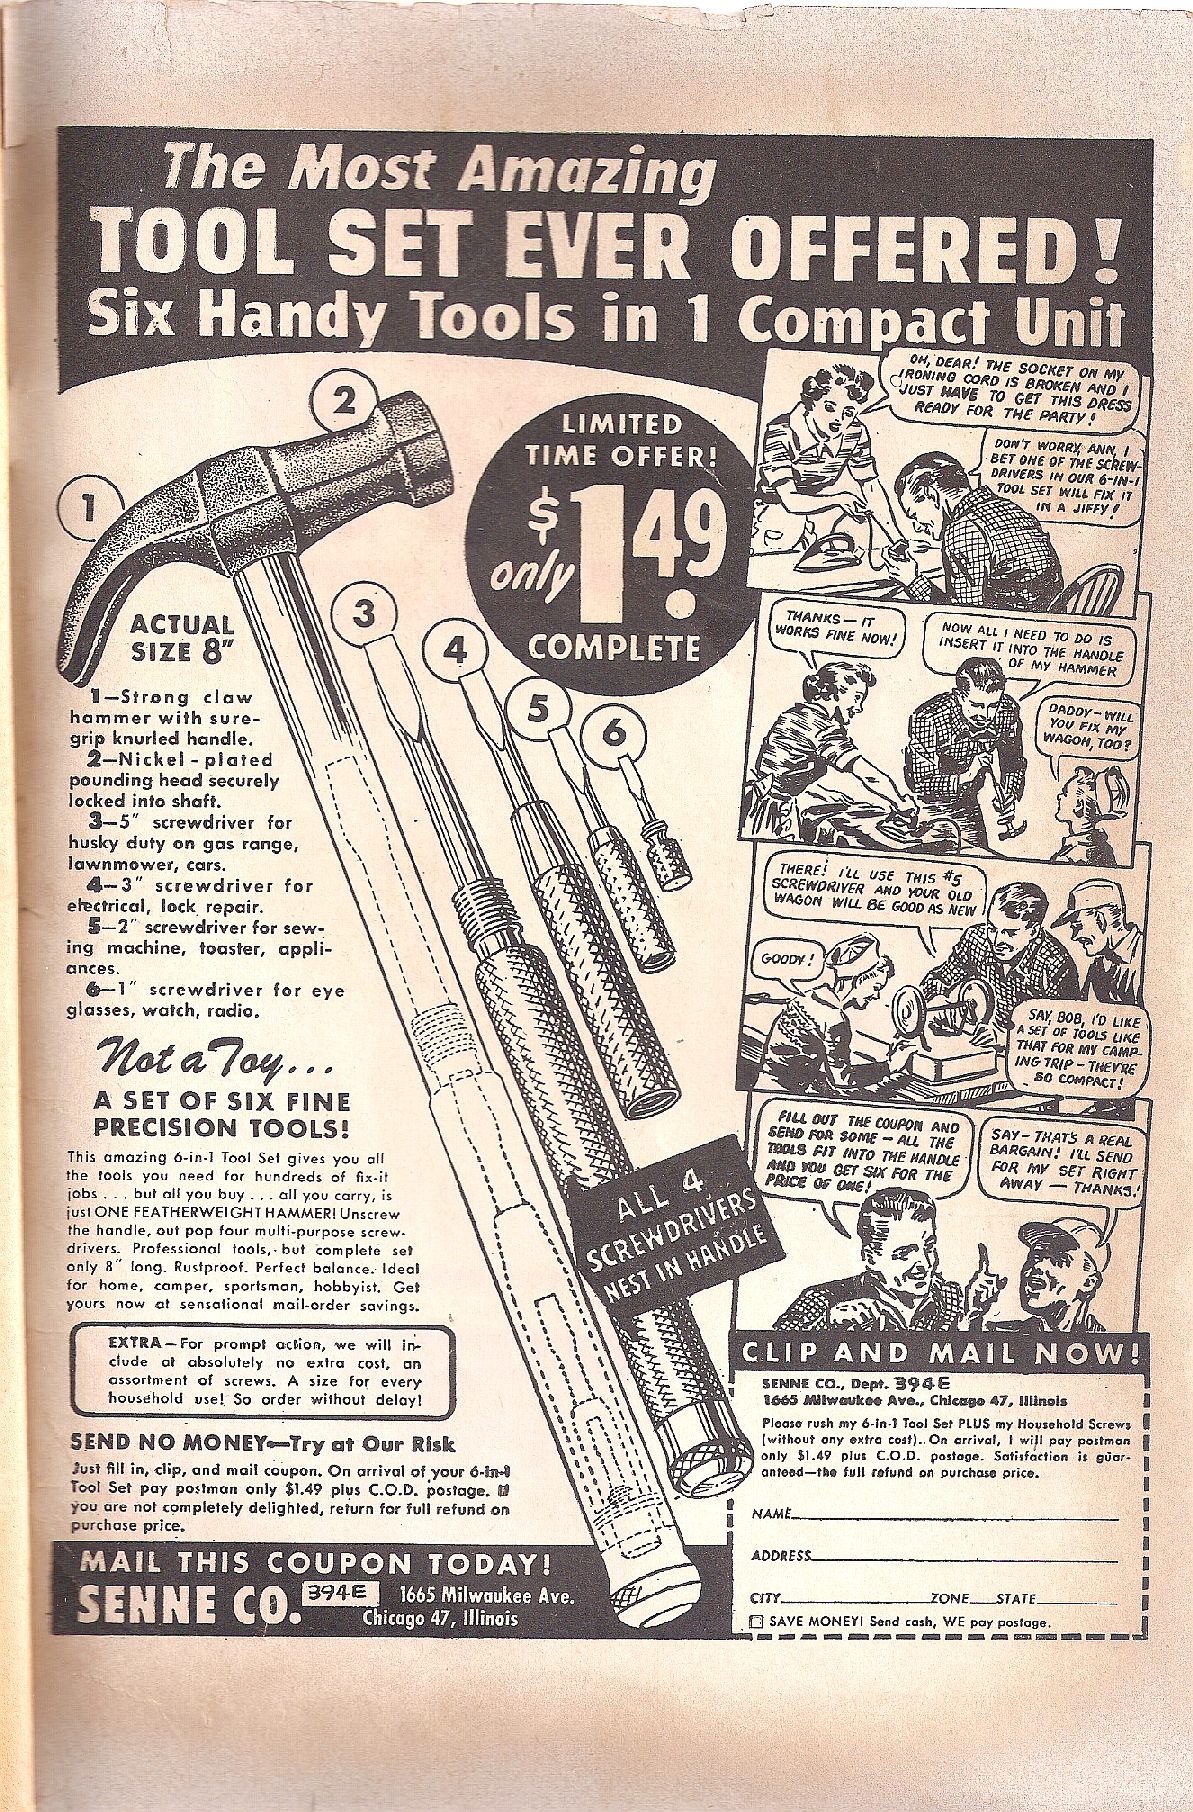 The Most Amazing
TOOL SET EVER OFFERED!
Six Handy Tools in 1 Compact Unit
1
2
3
4
5
6
LIMITED
TIME OFFER!
$ only 1.49
COMPLETE
ACTUAL
SIZE 8"
1—Strong claw
hammer with sure-
grip knurled handle.
2—Nickel-plated
pounding head securely
locked into shaft.
3—5" screwdriver for
husky duty on gas range,
lawnmower, cars.
4—3" screwdriver for
electrical, lock repair.
5—2" screwdriver for sew-
ing machine, toaster, appli-
ances.
6—1" screwdriver for eye
glasses, watch, radio.
Not a Toy...
A SET OF SIX FINE
PRECISION TOOLS!
This amazing 6-in-1 Tool Set gives you all
the tools you need for hundreds of fix-it
jobs . . . but all you buy . . . all you carry, is
just ONE FEATHERWEIGHT HAMMER! Unscrew
the handle, out pop four multi-purpose screw-
drivers. Professional tools, but complete set
only 8" long. Rustproof. Perfect balance. Ideal
for home, camper, sportsman, hobbyist. Get
yours now at sensational mail-order savings.
EXTRA—For prompt action, we will in-
clude at absolutely no extra cost, an
assortment of screws. A size for every
household use! So order without delay!
SEND NO MONEY—Try at Our Risk
Just fill in, clip, and mail coupon. On arrival of your 6-in-1
Tool Set pay postman only $1.49 plus C.O.D. postage. If
you are not completely delighted, return for full refund on
purchase price.
MAIL THIS COUPON TODAY!
SENNE CO. 394E 1665 Milwaukee Ave.
Chicago 47, Illinois
ALL 4
SCREWDRIVERS
NEST IN HANDLE
OH, DEAR! THE SOCKET ON MY
IRONING CORD IS BROKEN AND I
JUST HAVE TO GET THIS DRESS
READY FOR THE PARTY!
DON'T WORRY, ANN, I
BET ONE OF THE SCREW-
DRIVERS IN OUR 6-IN-1
TOOL SET WILL FIX IT
IN A JIFFY!
THANKS — IT
WORKS FINE NOW!
NOW ALL I NEED TO DO IS
INSERT IT INTO THE HANDLE
OF MY HAMMER
DADDY—WILL
YOU FIX MY
WAGON, TOO?
THERE! I'LL USE THIS #5
SCREWDRIVER AND YOUR OLD
WAGON WILL BE GOOD AS NEW
GOODY!
SAY, BOB, I'D LIKE
A SET OF TOOLS LIKE
THAT FOR MY CAMP-
ING TRIP — THEY'RE
SO COMPACT!
FILL OUT THE COUPON AND
SEND FOR SOME — ALL THE
TOOLS FIT INTO THE HANDLE
AND YOU GET SIX FOR THE
PRICE OF ONE!
SAY — THAT'S A REAL
BARGAIN! I'LL SEND
FOR MY SET RIGHT
AWAY — THANKS!
CLIP AND MAIL NOW!
SENNE CO., Dept. 394E
1665 Milwaukee Ave., Chicago 47, Illinois
Please rush my 6-in-1 Tool Set PLUS my Household Screws
(without any extra cost). On arrival, I will pay postman
only $1.49 plus C.O.D. postage. Satisfaction is guar-
anteed—the full refund on purchase price.
NAME
ADDRESS
CITY ZONE STATE
SAVE MONEY! Send cash, WE pay postage.